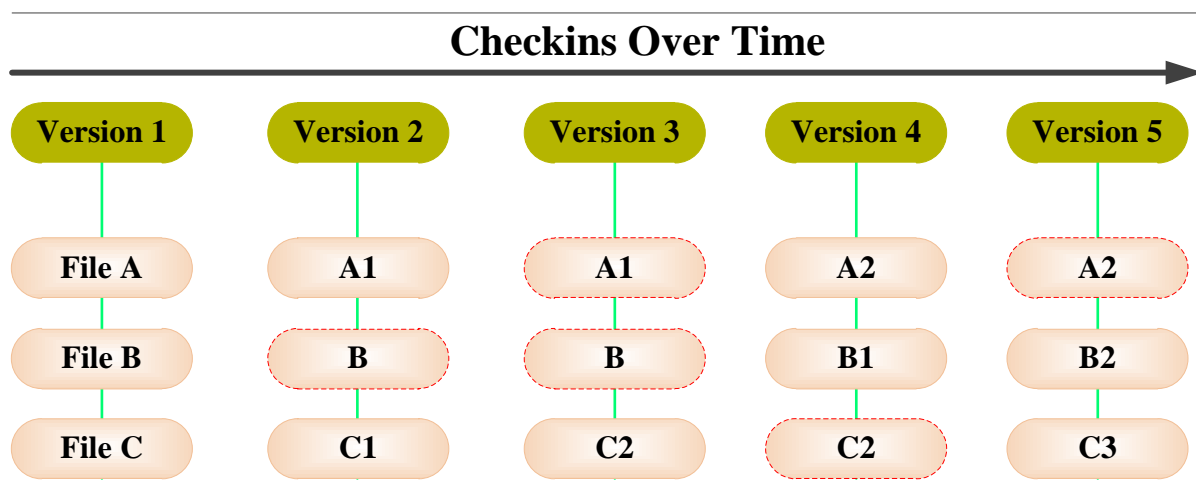 Checkins Over Time
Version 1 Version 2 Version 3 Version 4 Version 5
File A A1 A1 A2 A2
File B B B B1 B2
File C C1 C2 C2 C3